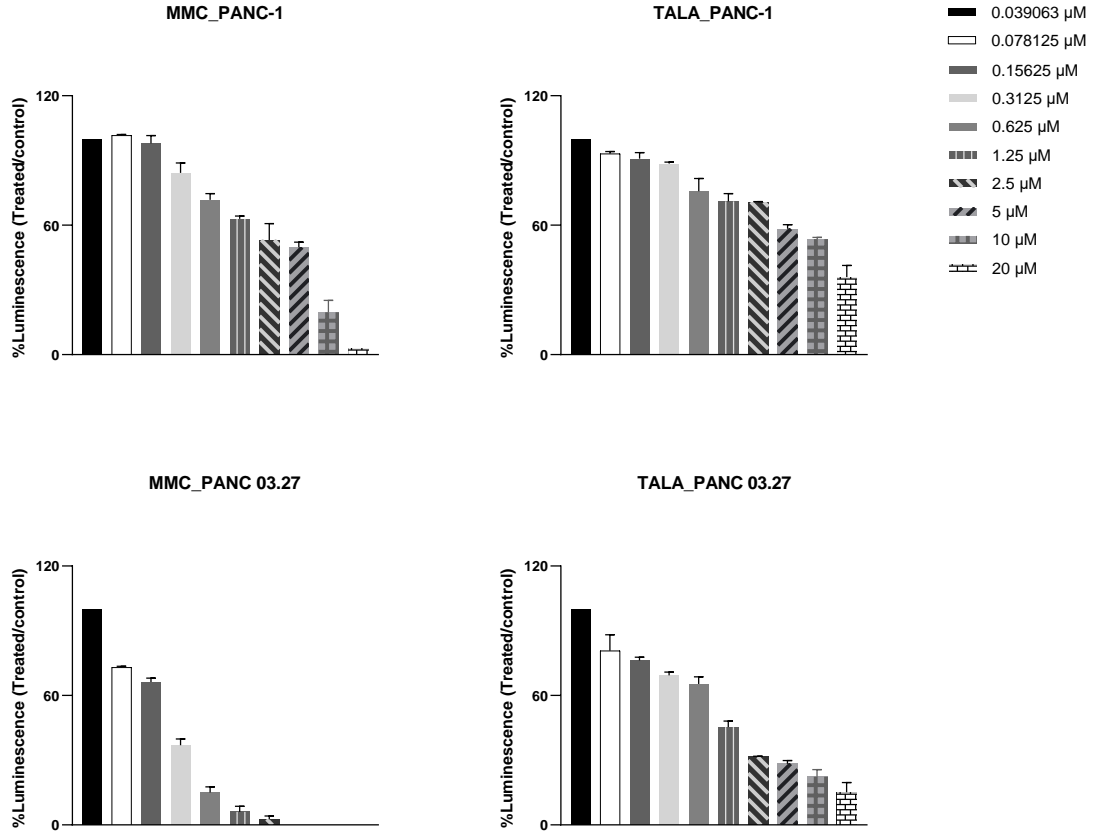 MMC_PANC-1
%Luminescence (Treated/control)
120
60
0
TALA_PANC-1
%Luminescence (Treated/control)
120
60
0
0.039063 µM
0.078125 µM
0.15625 µM
0.3125 µM
0.625 µM
1.25 µM
2.5 µM
5 µM
10 µM
20 µM
MMC_PANC 03.27
%Luminescence (Treated/control)
120
60
0
TALA_PANC 03.27
%Luminescence (Treated/control)
120
60
0